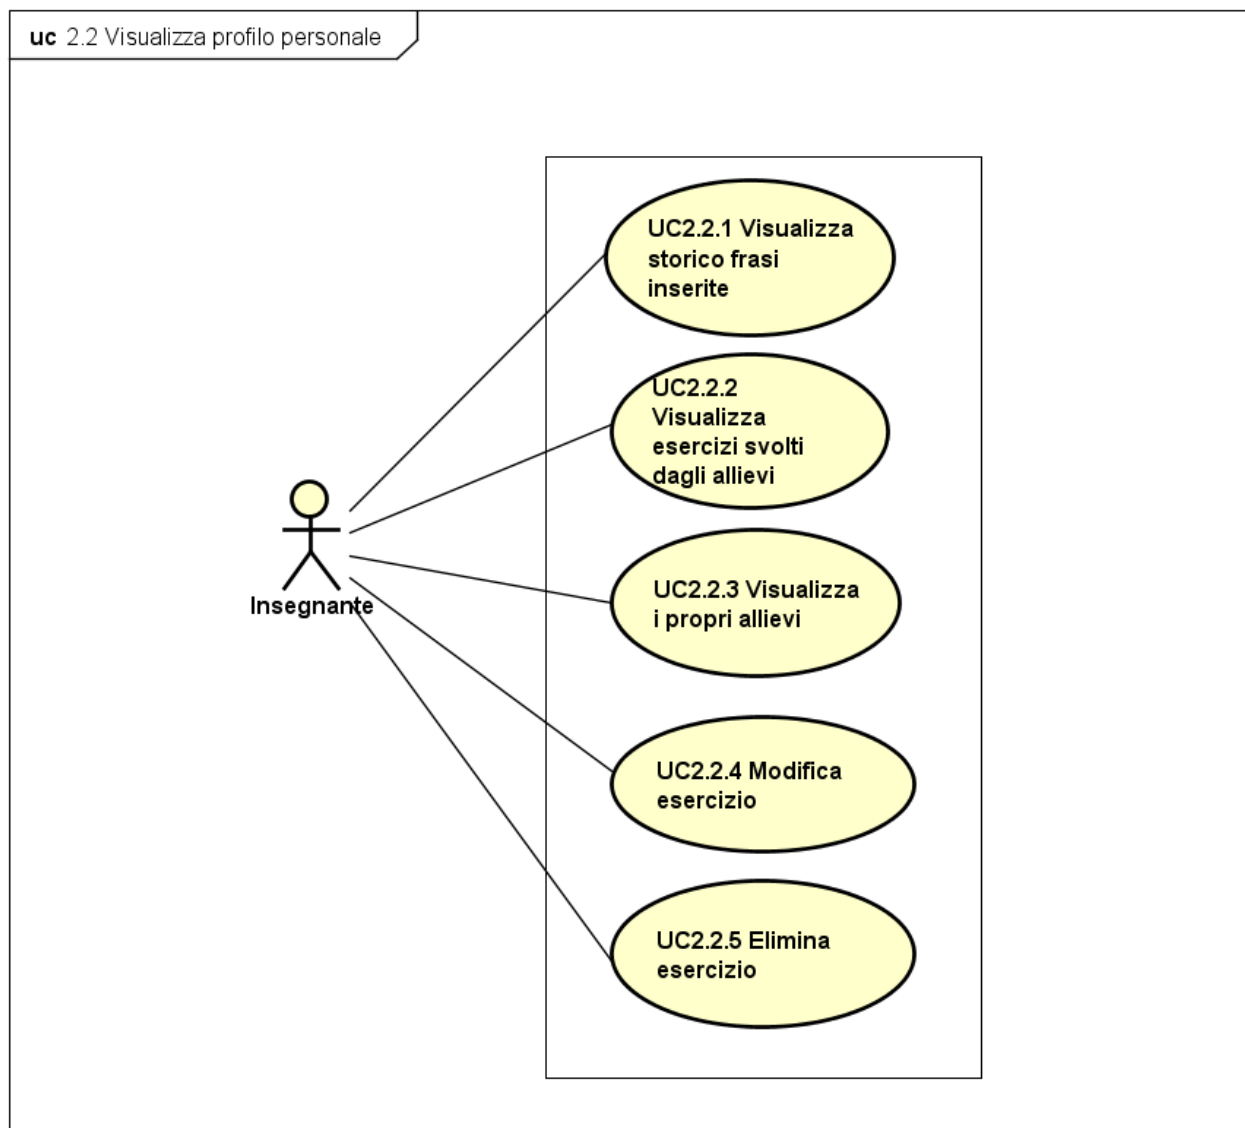 uc 2.2 Visualizza profilo personale
UC2.2.1 Visualizza
storico frasi
inserite
UC2.2.2
Visualizza
esercizi svolti
dagli allievi
Insegnante
UC2.2.3 Visualizza
i propri allievi
UC2.2.4 Modifica
esercizio
UC2.2.5 Elimina
esercizio